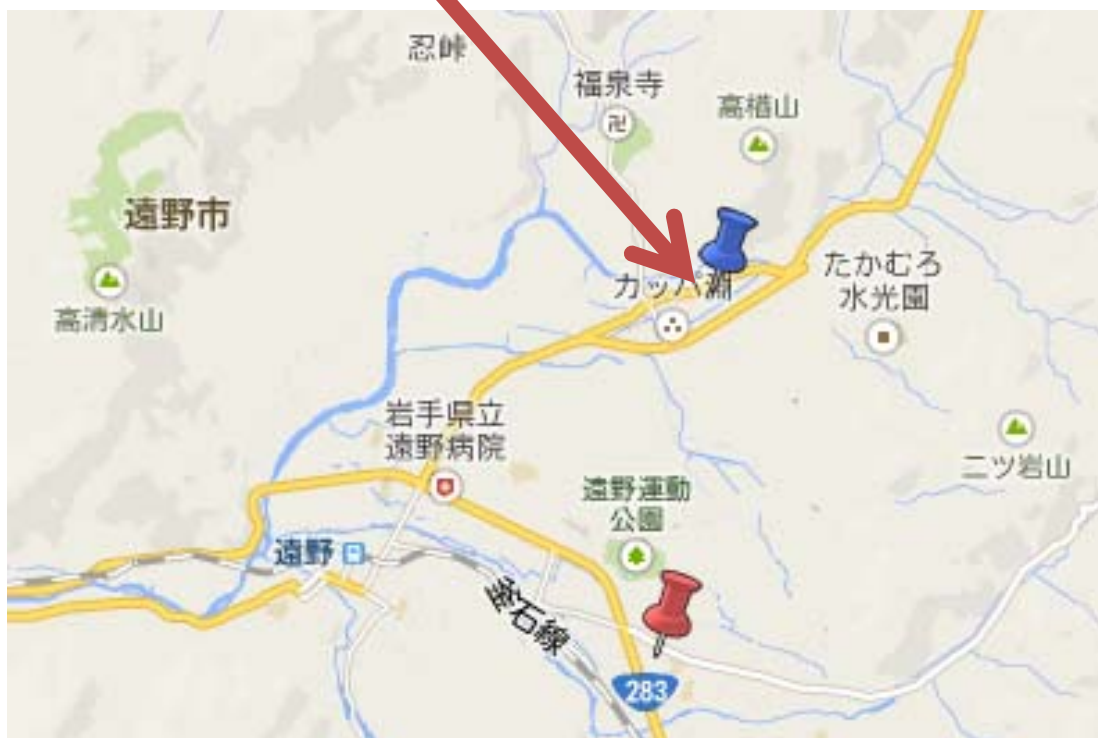 忍峠
福泉寺
卍
高楢山
遠野市
高清水山
カッパ淵
たかむろ
水光園
岩手県立
遠野病院
二ツ岩山
遠野運動
公園
遠野
釜石線
283